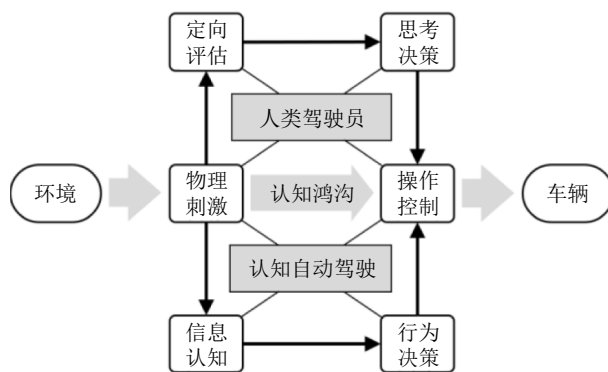 定向
评估
思考
决策
人类驾驶员
环境
物理
刺激
认知鸿沟
操作
控制
车辆
认知自动驾驶
信息
认知
行为
决策